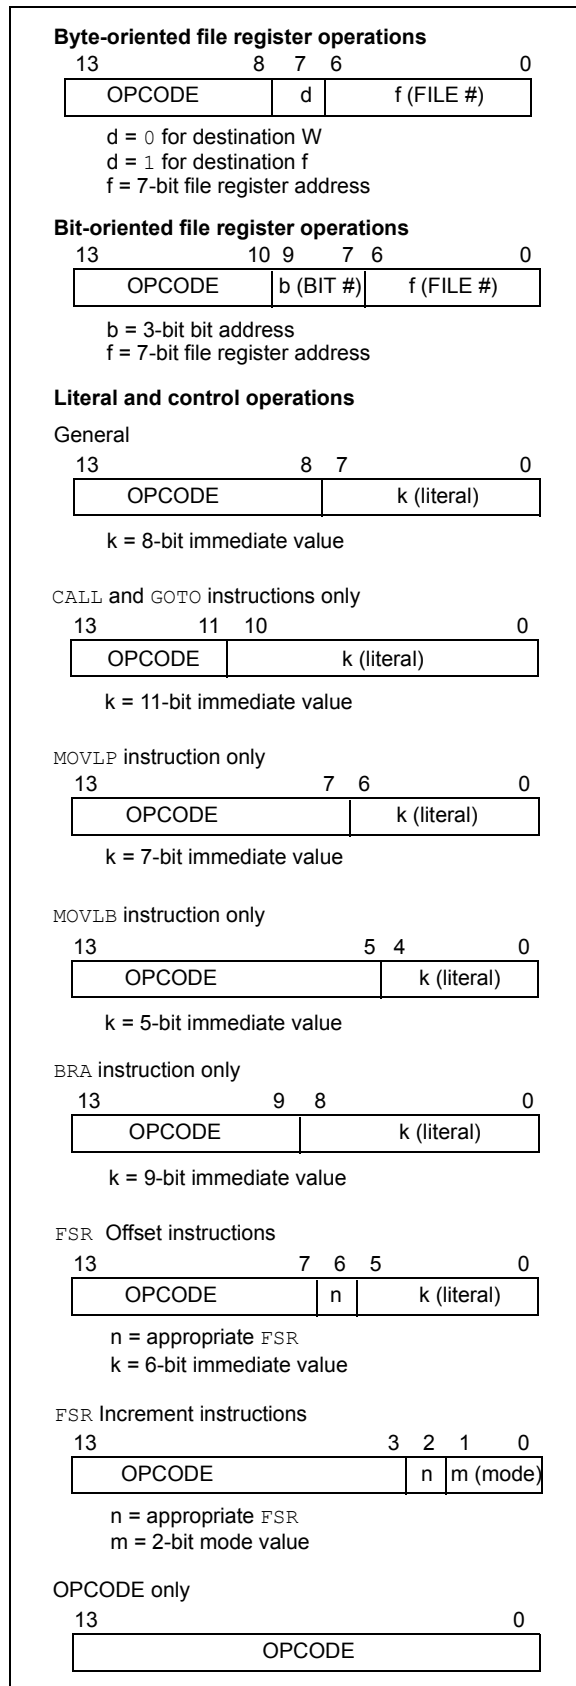 Byte-oriented file register operations
13 8 7 6 0
OPCODE d f (FILE #)
d = 0 for destination W
d = 1 for destination f
f = 7-bit file register address
Bit-oriented file register operations
13 10 9 7 6 0
OPCODE b (BIT #) f (FILE #)
b = 3-bit bit address
f = 7-bit file register address
Literal and control operations
General
13 8 7 0
OPCODE k (literal)
k = 8-bit immediate value
CALL and GOTO instructions only
13 11 10 0
OPCODE k (literal)
k = 11-bit immediate value
MOVLP instruction only
13 7 6 0
OPCODE k (literal)
k = 7-bit immediate value
MOVLB instruction only
13 5 4 0
OPCODE k (literal)
k = 5-bit immediate value
BRA instruction only
13 9 8 0
OPCODE k (literal)
k = 9-bit immediate value
FSR Offset instructions
13 7 6 5 0
OPCODE n k (literal)
n = appropriate FSR
k = 6-bit immediate value
FSR Increment instructions
13 3 2 1 0
OPCODE n m (mode)
n = appropriate FSR
m = 2-bit mode value
OPCODE only
13 0
OPCODE